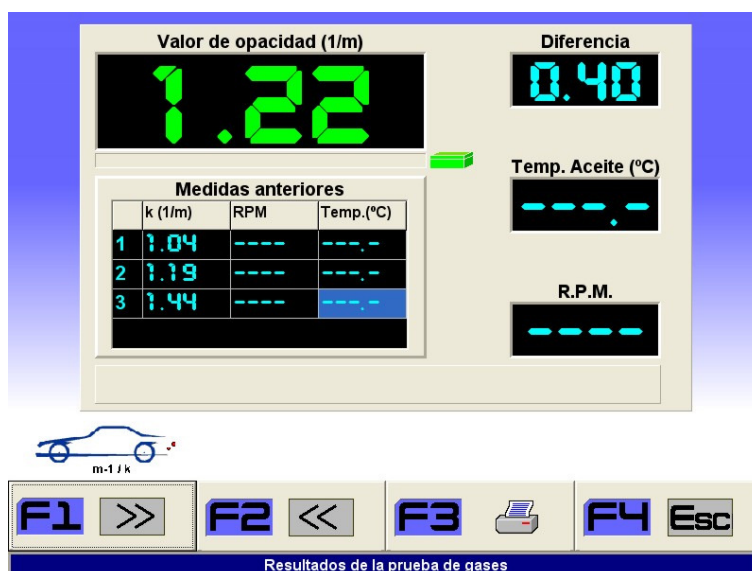 Valor de opacidad (1/m)
1.22
Diferencia
0.40
Temp. Aceite (ºC)
---.-
Medidas anteriores
k (1/m) RPM Temp.(ºC)
1 1.04 ---- ---.-
2 1.19 ---- ---.-
3 1.44 ---- ---.-
R.P.M.
----
m-1 / k
F1 >> F2 << F3 F4 Esc
Resultados de la prueba de gases